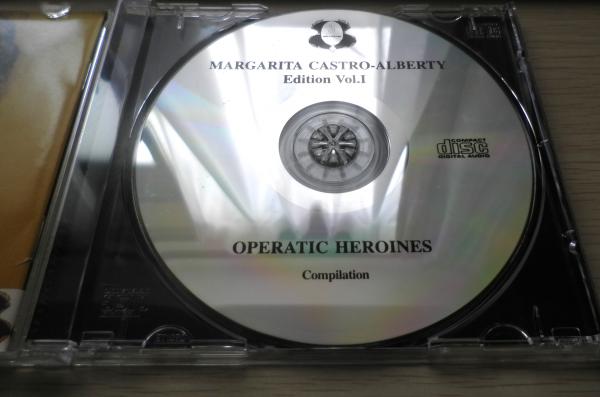 MARGARITA CASTRO-ALBERTY
Edition Vol.I
COMPACT
disc
DIGITAL AUDIO
OPERATIC HEROINES
Compilation